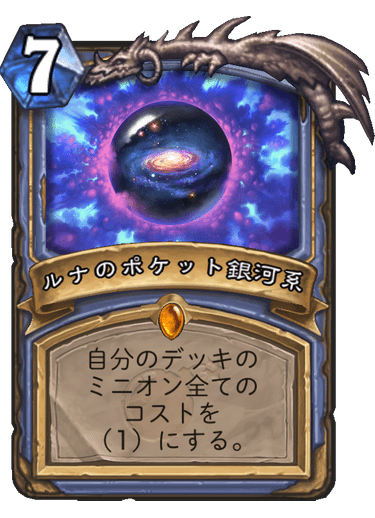 7
ルナのポケット銀河系
自分のデッキの
ミニオン全ての
コストを
（1）にする。